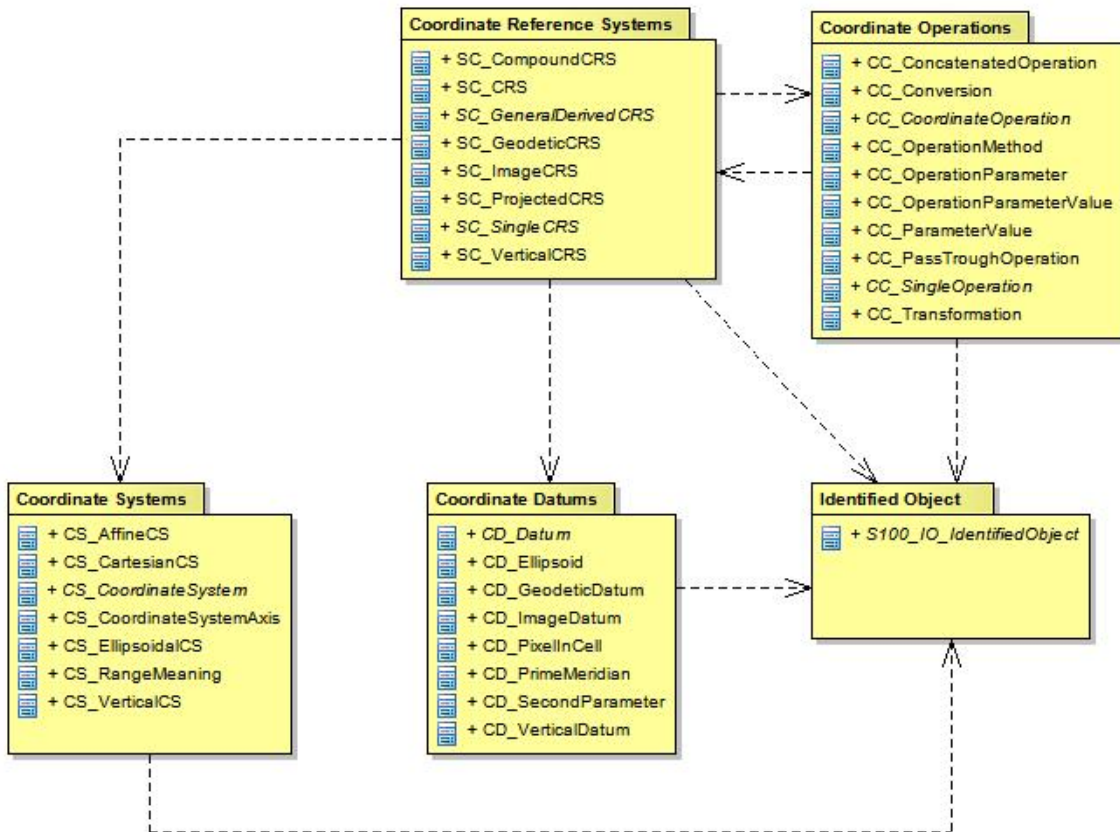 Coordinate Reference Systems
+ SC_CompoundCRS
+ SC_CRS
+ SC_GeneralDerivedCRS
+ SC_GeodeticCRS
+ SC_ImageCRS
+ SC_ProjectedCRS
+ SC_SingleCRS
+ SC_VerticalCRS
Coordinate Operations
+ CC_ConcatenatedOperation
+ CC_Conversion
+ CC_CoordinateOperation
+ CC_OperationMethod
+ CC_OperationParameter
+ CC_OperationParameterValue
+ CC_ParameterValue
+ CC_PassTroughOperation
+ CC_SingleOperation
+ CC_Transformation
Coordinate Systems
+ CS_AffineCS
+ CS_CartesianCS
+ CS_CoordinateSystem
+ CS_CoordinateSystemAxis
+ CS_EllipsoidalCS
+ CS_RangeMeaning
+ CS_VerticalCS
Coordinate Datums
+ CD_Datum
+ CD_Ellipsoid
+ CD_GeodeticDatum
+ CD_ImageDatum
+ CD_PixelInCell
+ CD_PrimeMeridian
+ CD_SecondParameter
+ CD_VerticalDatum
Identified Object
+ S100_IO_IdentifiedObject